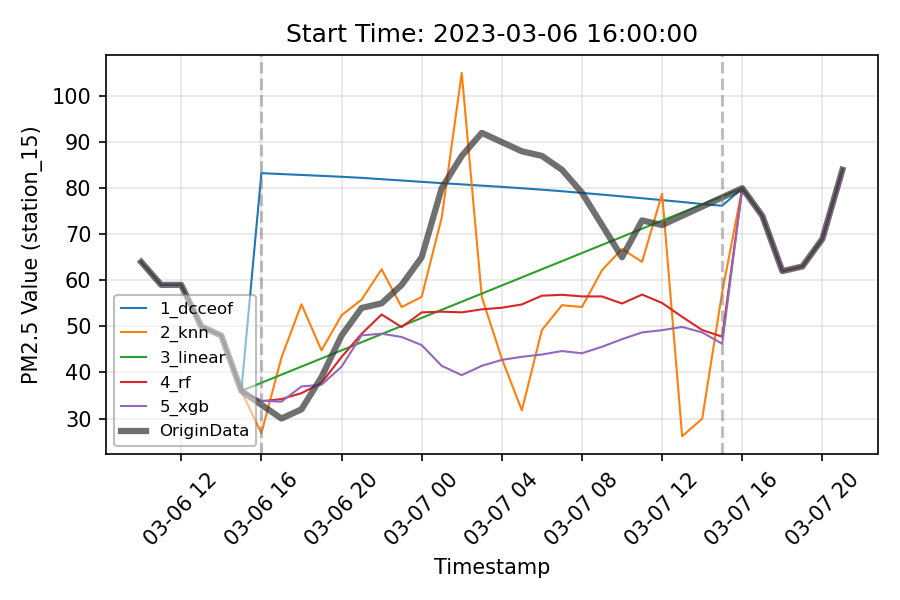 Start Time: 2023-03-06 16:00:00
PM2.5 Value (station_15)
100
90
80
70
60
50
40
30
1_dcceof
2_knn
3_linear
4_rf
5_xgb
OriginData
03-06 12
03-06 16
03-06 20
03-07 00
03-07 04
03-07 08
03-07 12
03-07 16
03-07 20
Timestamp